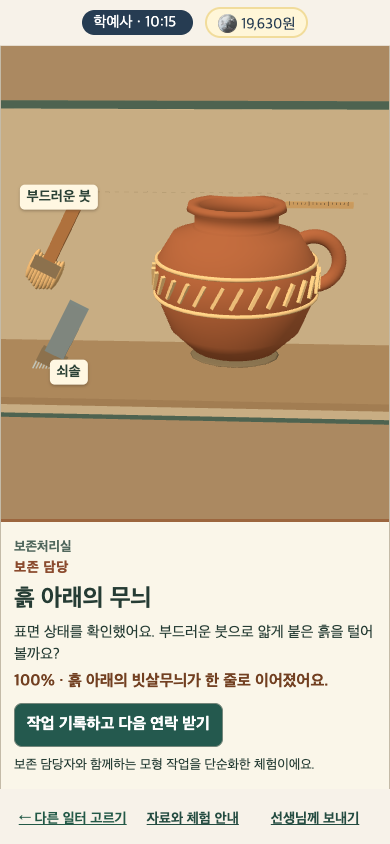 학예사 · 10:15
19,630원
부드러운 붓
쇠솔
보존처리실
보존 담당
흙 아래의 무늬
표면 상태를 확인했어요. 부드러운 붓으로 얇게 붙은 흙을 털어
볼까요?
100% · 흙 아래의 빗살무늬가 한 줄로 이어졌어요.
작업 기록하고 다음 연락 받기
보존 담당자와 함께하는 모형 작업을 단순화한 체험이에요.
← 다른 일터 고르기 자료와 체험 안내 선생님께 보내기